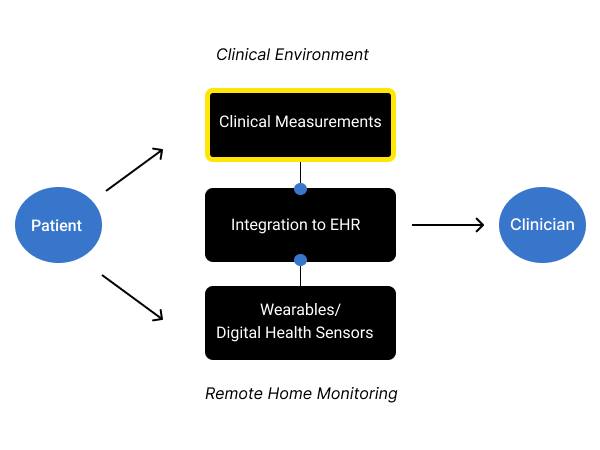 Clinical Environment
Clinical Measurements
Patient
Integration to EHR
Clinician
Wearables/
Digital Health Sensors
Remote Home Monitoring